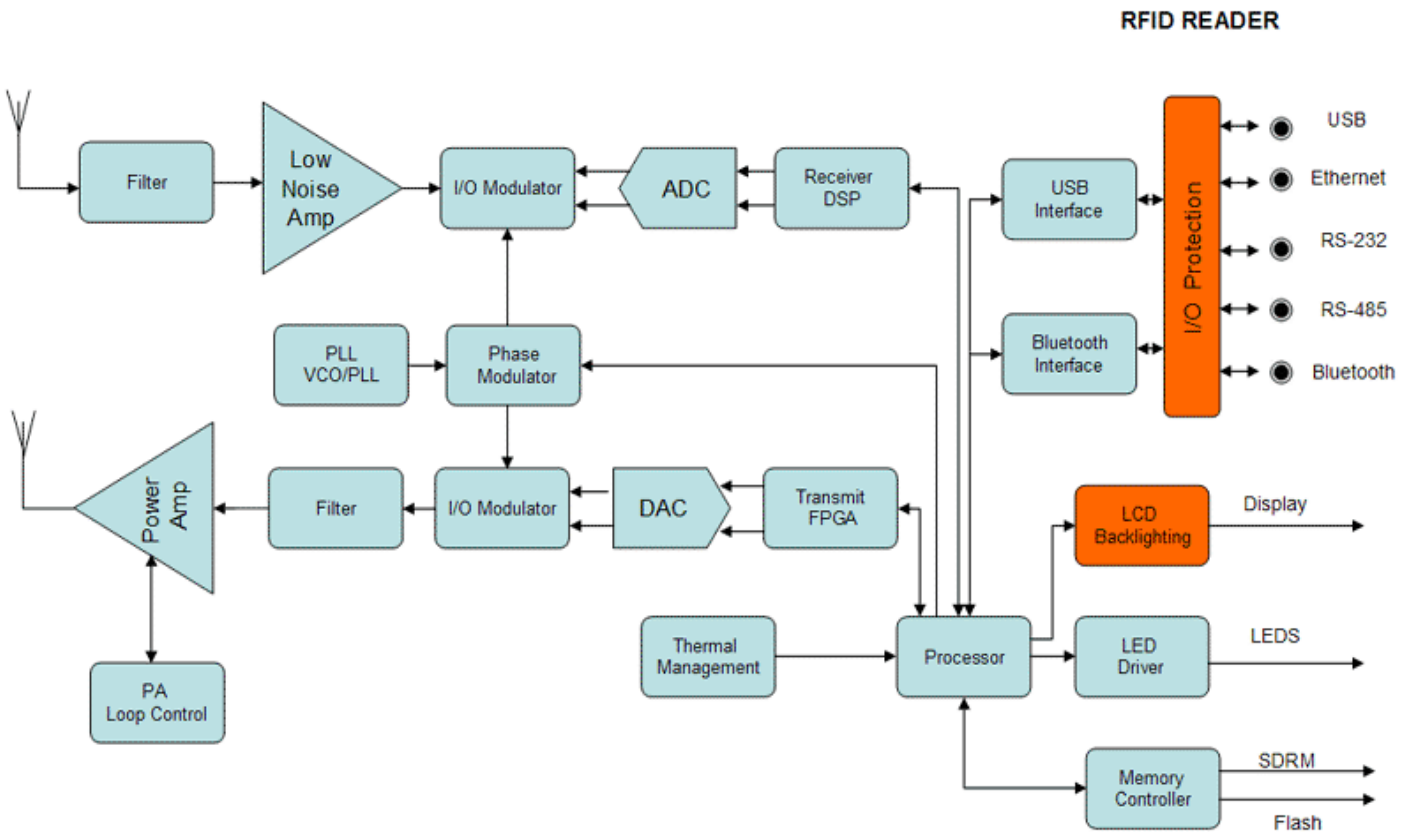 RFID READER
Filter
Low
Noise
Amp
I/O Modulator
ADC
Receiver
DSP
USB
Interface
I/O Protection
USB
Ethernet
RS-232
RS-485
Bluetooth
PLL
VCO/PLL
Phase
Modulator
Bluetooth
Interface
Power
Amp
Filter
I/O Modulator
DAC
Transmit
FPGA
LCD
Backlighting
Display
PA
Loop Control
Thermal
Management
Processor
LED
Driver
LEDS
Memory
Controller
SDRM
Flash